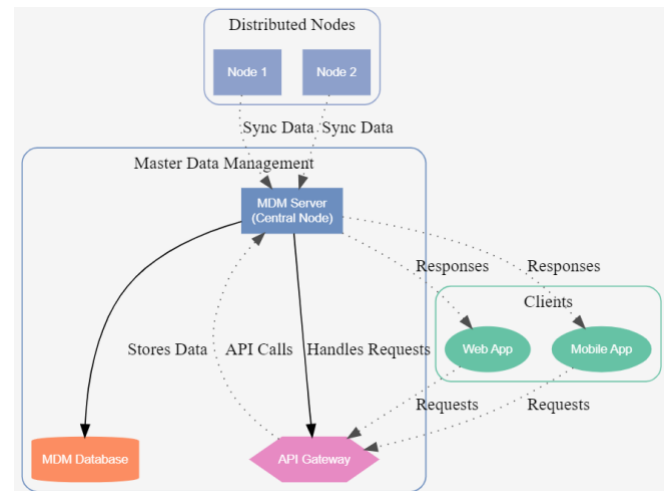 Distributed Nodes
Node 1
Node 2
Sync Data
Sync Data
Master Data Management
MDM Server
(Central Node)
Responses
Responses
Clients
Web App
Mobile App
Stores Data
API Calls
Handles Requests
Requests
Requests
MDM Database
API Gateway